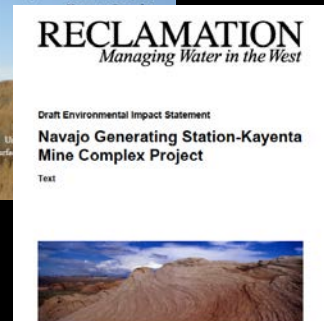 RECLAMATION
Managing Water in the West
Draft Environmental Impact Statement
Navajo Generating Station-Kayenta
Mine Complex Project
Text